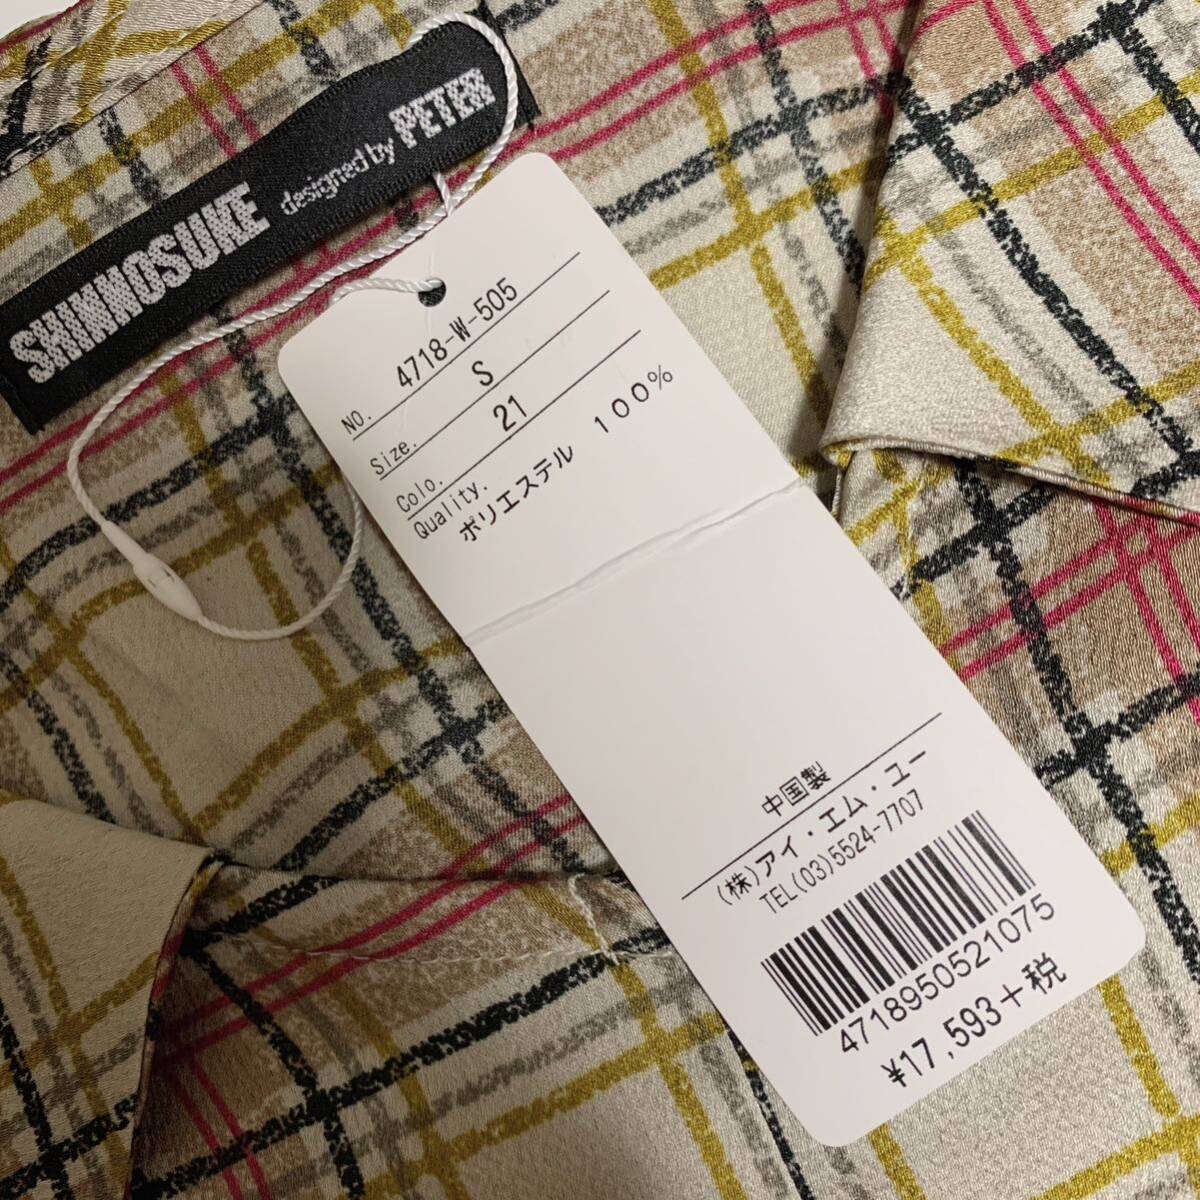 SHINNOSUKE designed by PETER
NO. 4718-W-505
Size. S
Colo. 21
Quality.
ポリエステル 100%
中国製
(株)アイ・エム・ユー
TEL(03)5524-7707
4718950521075
¥17,593+税